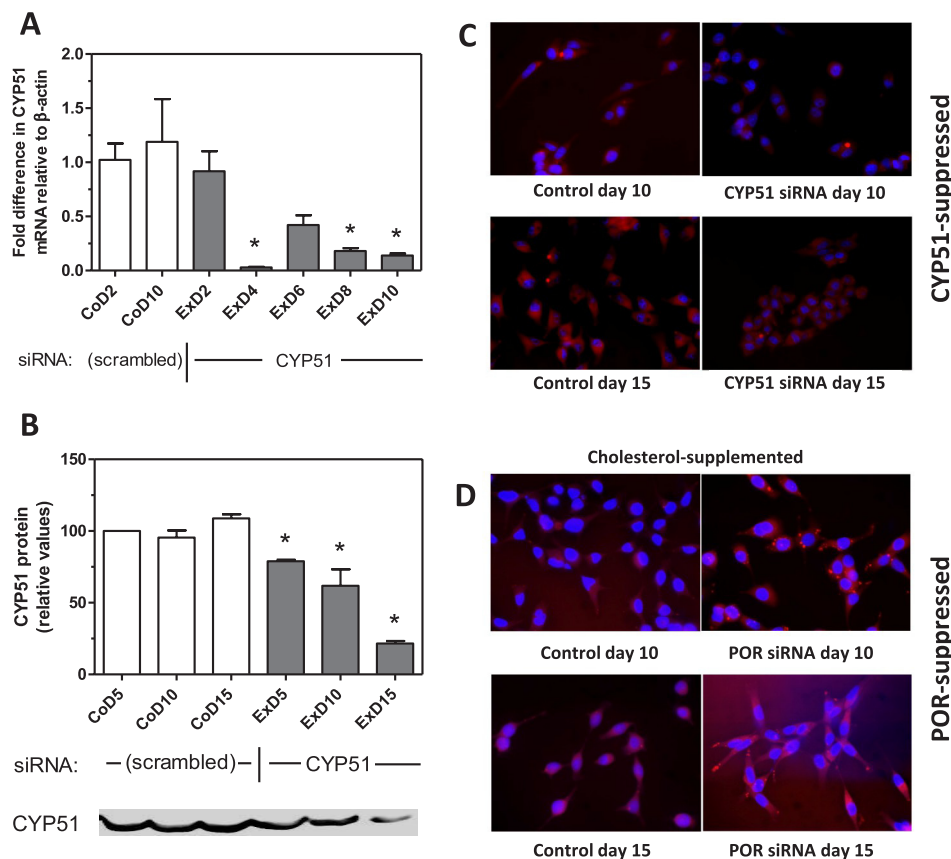 A
Fold difference in CYP51
mRNA relative to β-actin
2.0
1.5
1.0
0.5
0.0
*
*
*
CoD2
CoD10
ExD2
ExD4
ExD6
ExD8
ExD10
siRNA: (scrambled) CYP51
B
CYP51 protein
(relative values)
150
100
50
0
*
*
*
CoD5
CoD10
CoD15
ExD5
ExD10
ExD15
siRNA: (scrambled) CYP51
CYP51
C
Control day 10
CYP51 siRNA day 10
Control day 15
CYP51 siRNA day 15
CYP51-suppressed
Cholesterol-supplemented
D
Control day 10
POR siRNA day 10
Control day 15
POR siRNA day 15
POR-suppressed